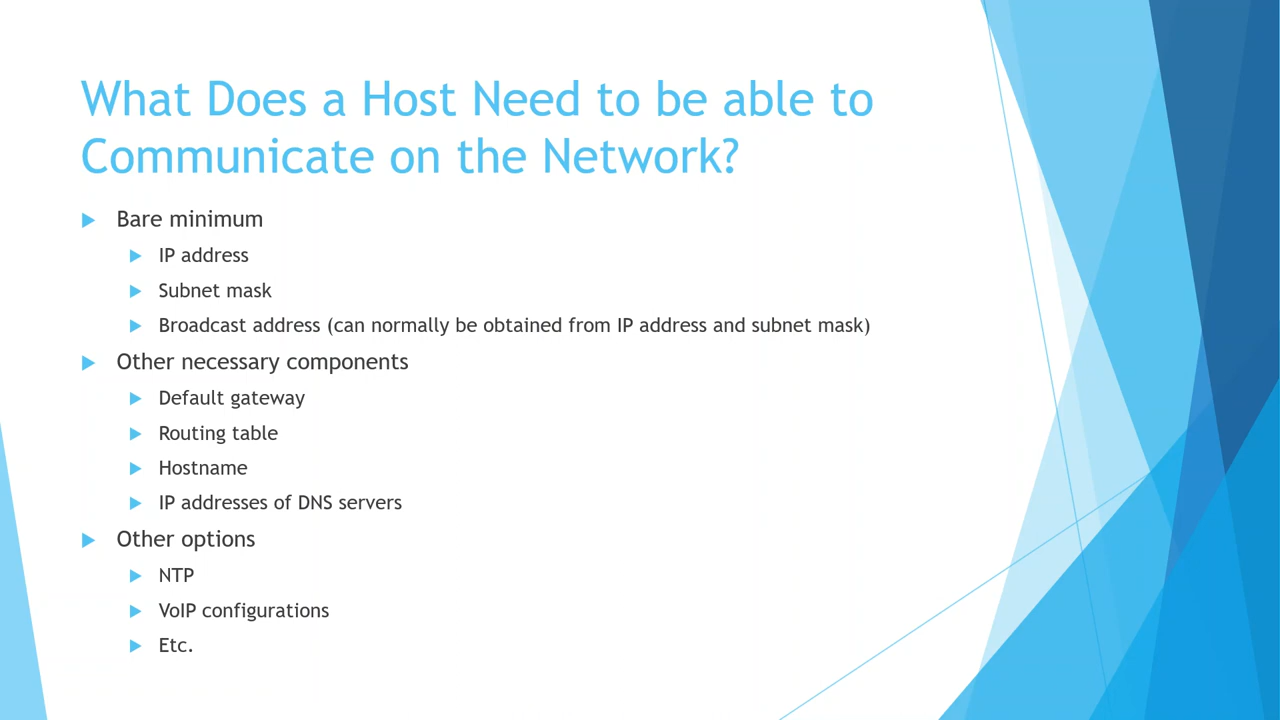 What Does a Host Need to be able to
Communicate on the Network?
Bare minimum
IP address
Subnet mask
Broadcast address (can normally be obtained from IP address and subnet mask)
Other necessary components
Default gateway
Routing table
Hostname
IP addresses of DNS servers
Other options
NTP
VoIP configurations
Etc.